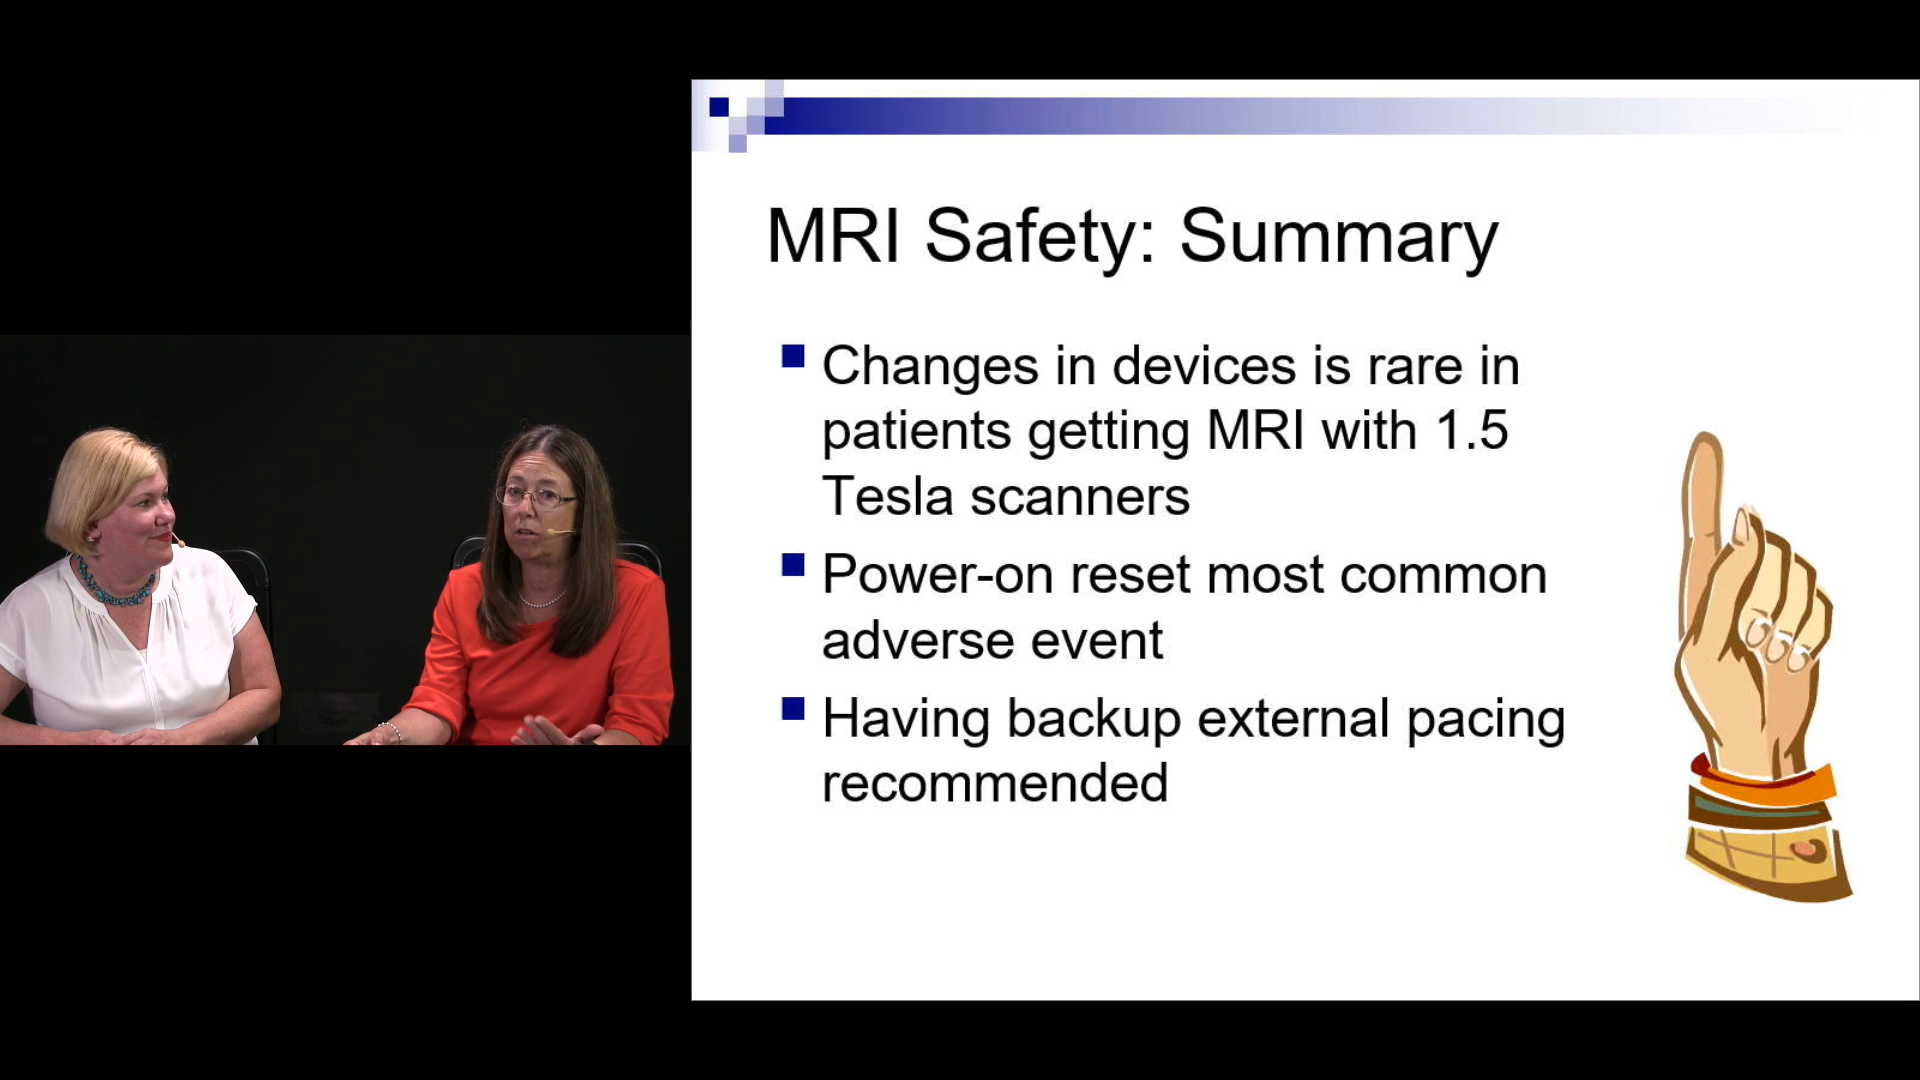 MRI Safety: Summary
Changes in devices is rare in
patients getting MRI with 1.5
Tesla scanners
Power-on reset most common
adverse event
Having backup external pacing
recommended